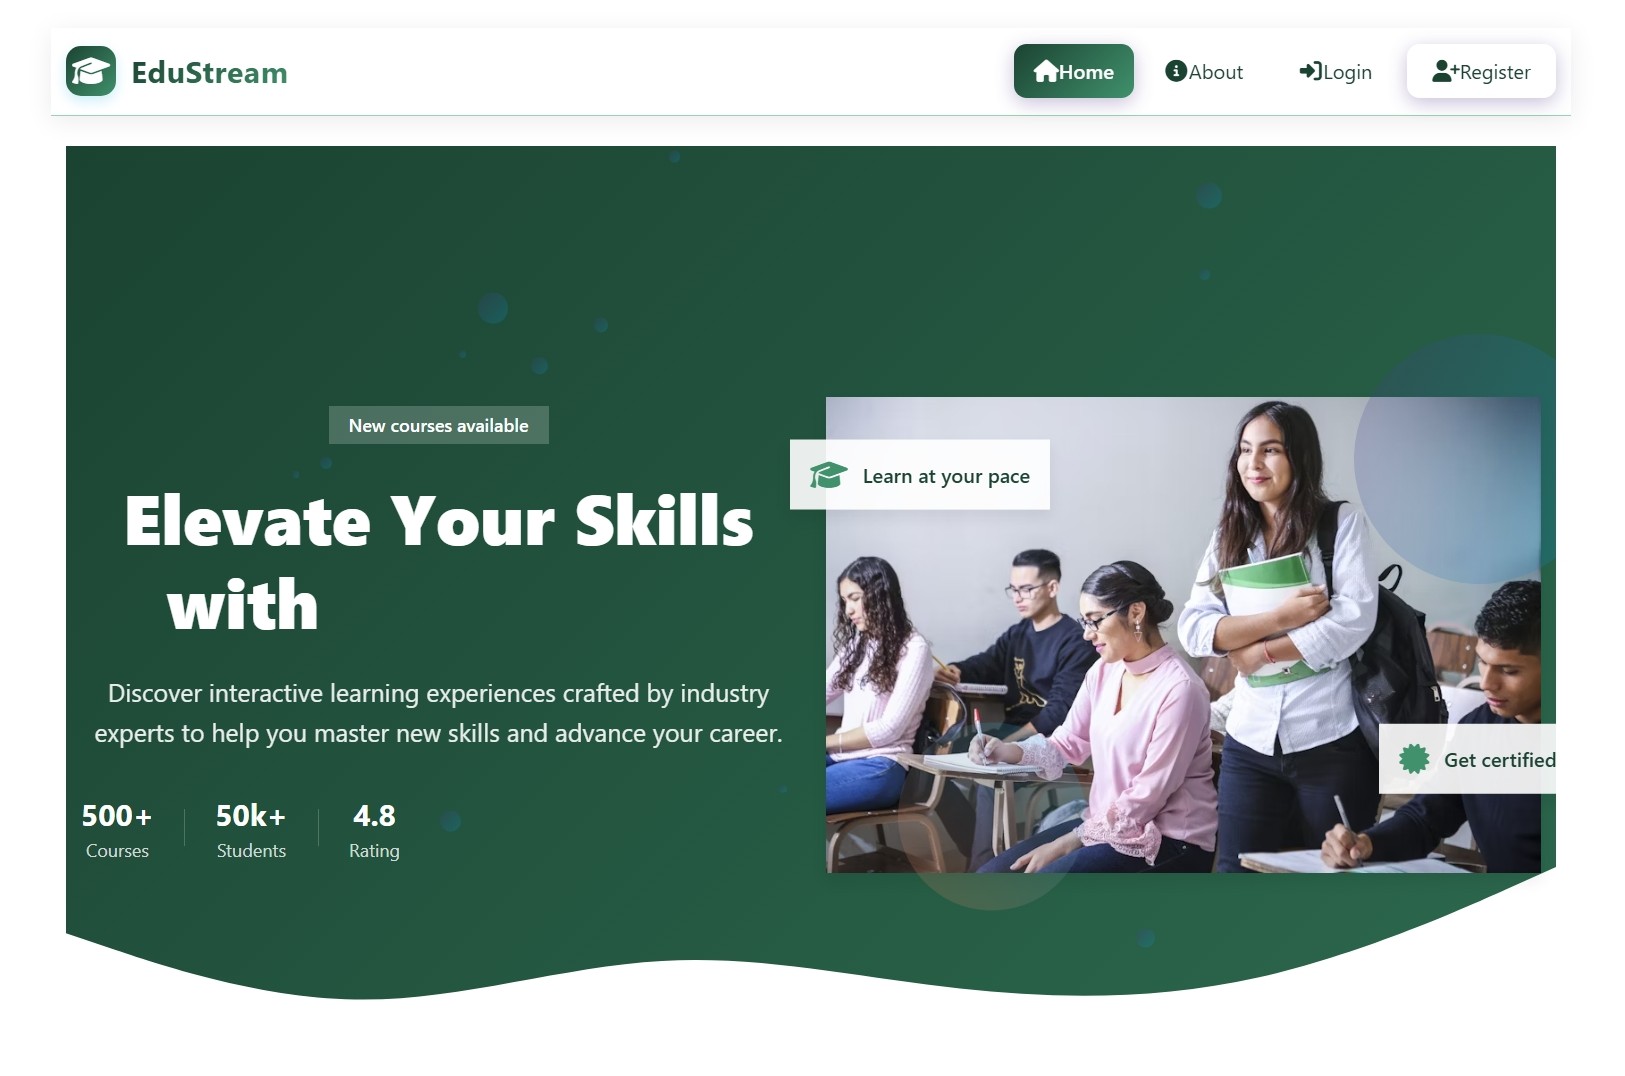 EduStream
Home
About
Login
Register
New courses available
Elevate Your Skills
with
Discover interactive learning experiences crafted by industry
experts to help you master new skills and advance your career.
500+
Courses
50k+
Students
4.8
Rating
Learn at your pace
Get certified